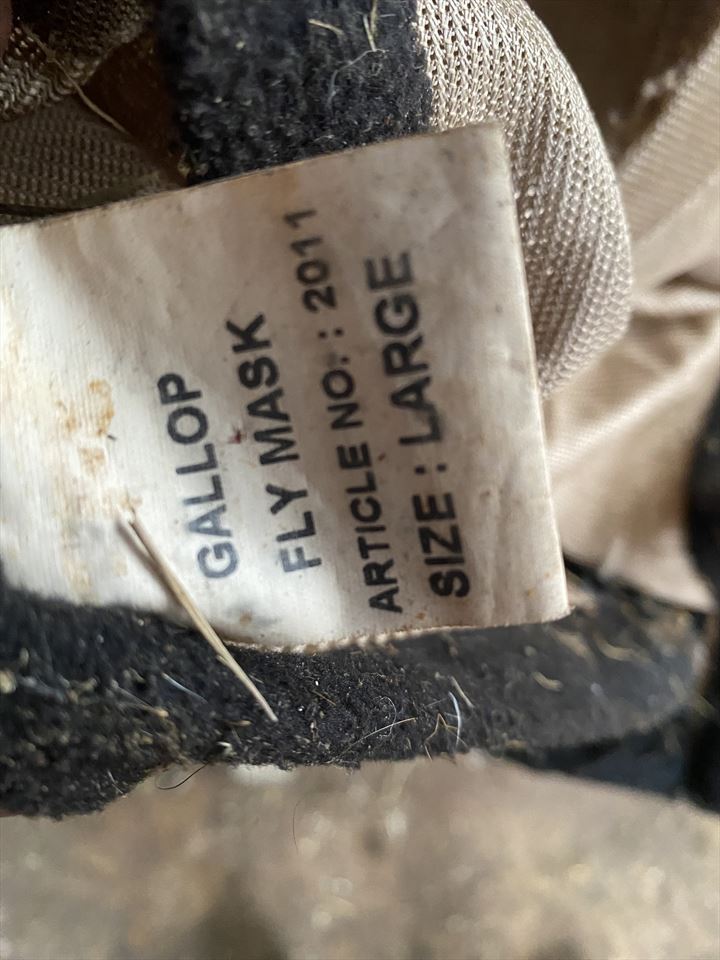 GALLOP
FLY MASK
ARTICLE NO. : 2011
SIZE : LARGE